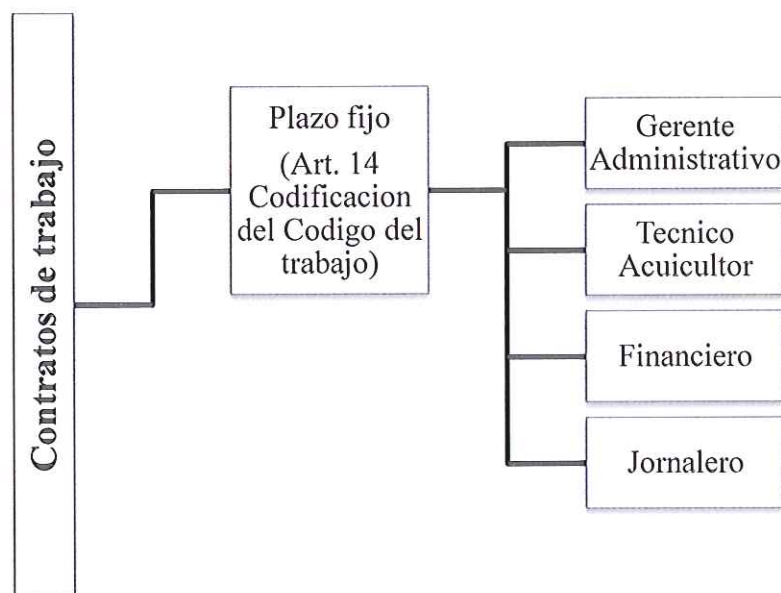 Contratos de trabajo
Plazo fijo
(Art. 14
Codificacion
del Codigo del
trabajo)
Gerente
Administrativo
Tecnico
Acuicultor
Financiero
Jornalero